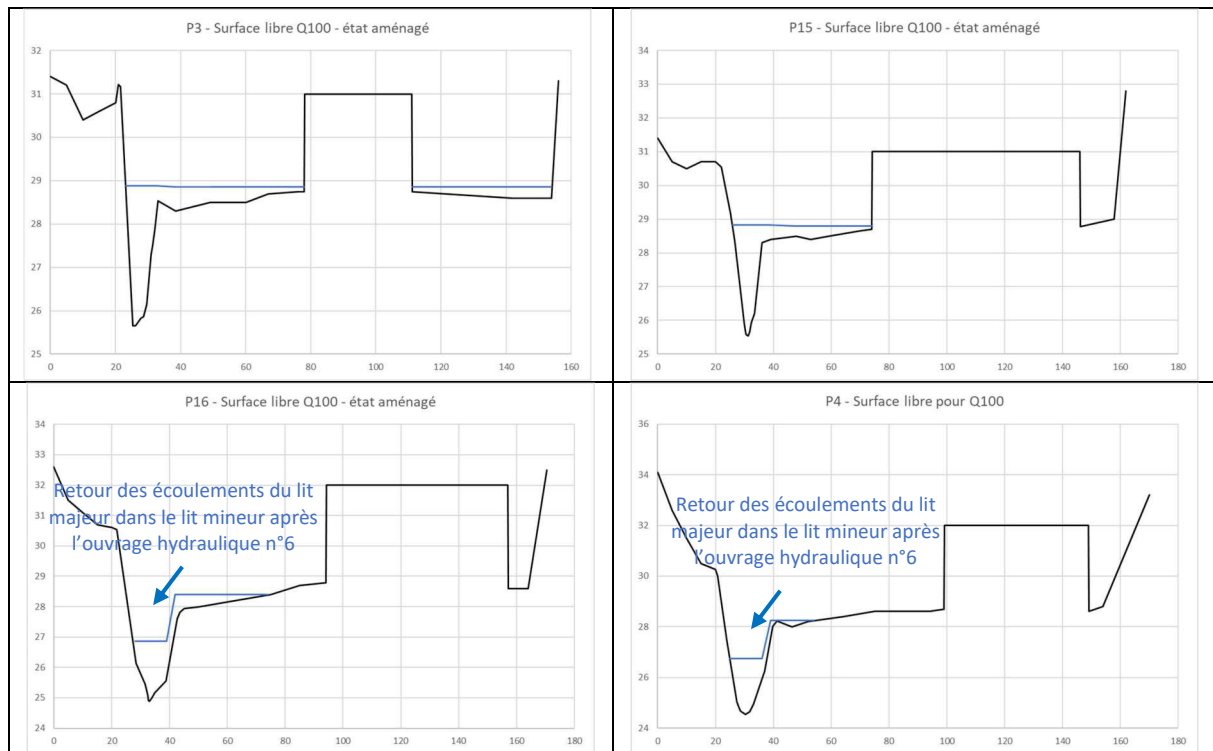 P3 - Surface libre Q100 - état aménagé
32
31
30
29
28
27
26
25
0 20 40 60 80 100 120 140 160
P15 - Surface libre Q100 - état aménagé
34
33
32
31
30
29
28
27
26
25
0 20 40 60 80 100 120 140 160 180
P16 - Surface libre Q100 - état aménagé
34
33
32
31
30
29
28
27
26
25
24
0 20 40 60 80 100 120 140 160 180
Retour des écoulements du lit
majeur dans le lit mineur après
l’ouvrage hydraulique n°6
P4 - Surface libre pour Q100
36
34
32
30
28
26
24
0 20 40 60 80 100 120 140 160 180
Retour des écoulements du lit
majeur dans le lit mineur après
l’ouvrage hydraulique n°6